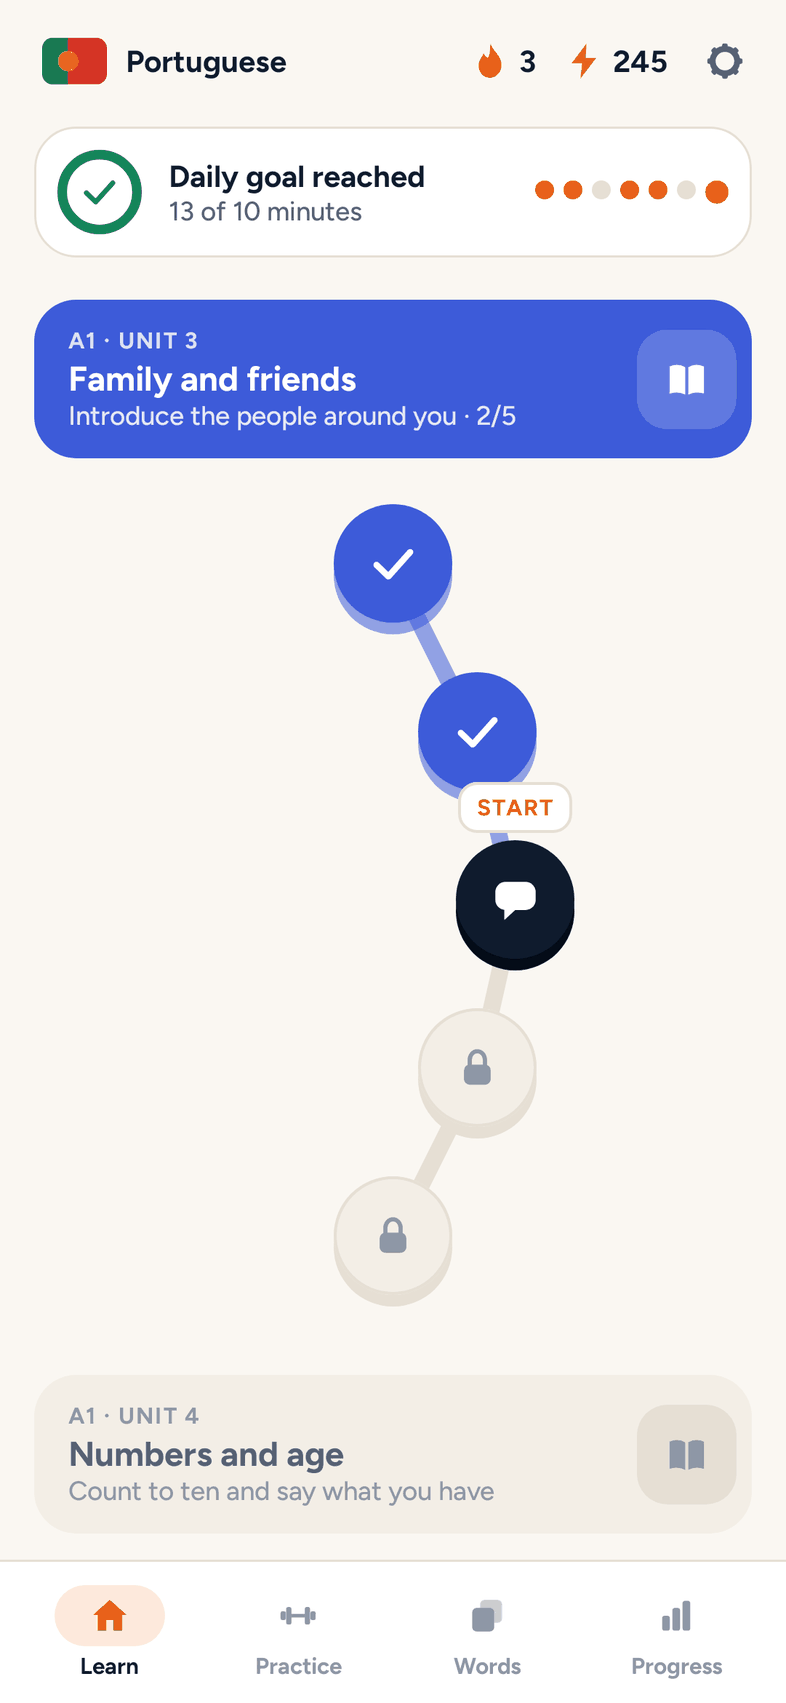 Portuguese
3
245
Daily goal reached
13 of 10 minutes
A1 · UNIT 3
Family and friends
Introduce the people around you · 2/5
START
A1 · UNIT 4
Numbers and age
Count to ten and say what you have
Learn
Practice
Words
Progress